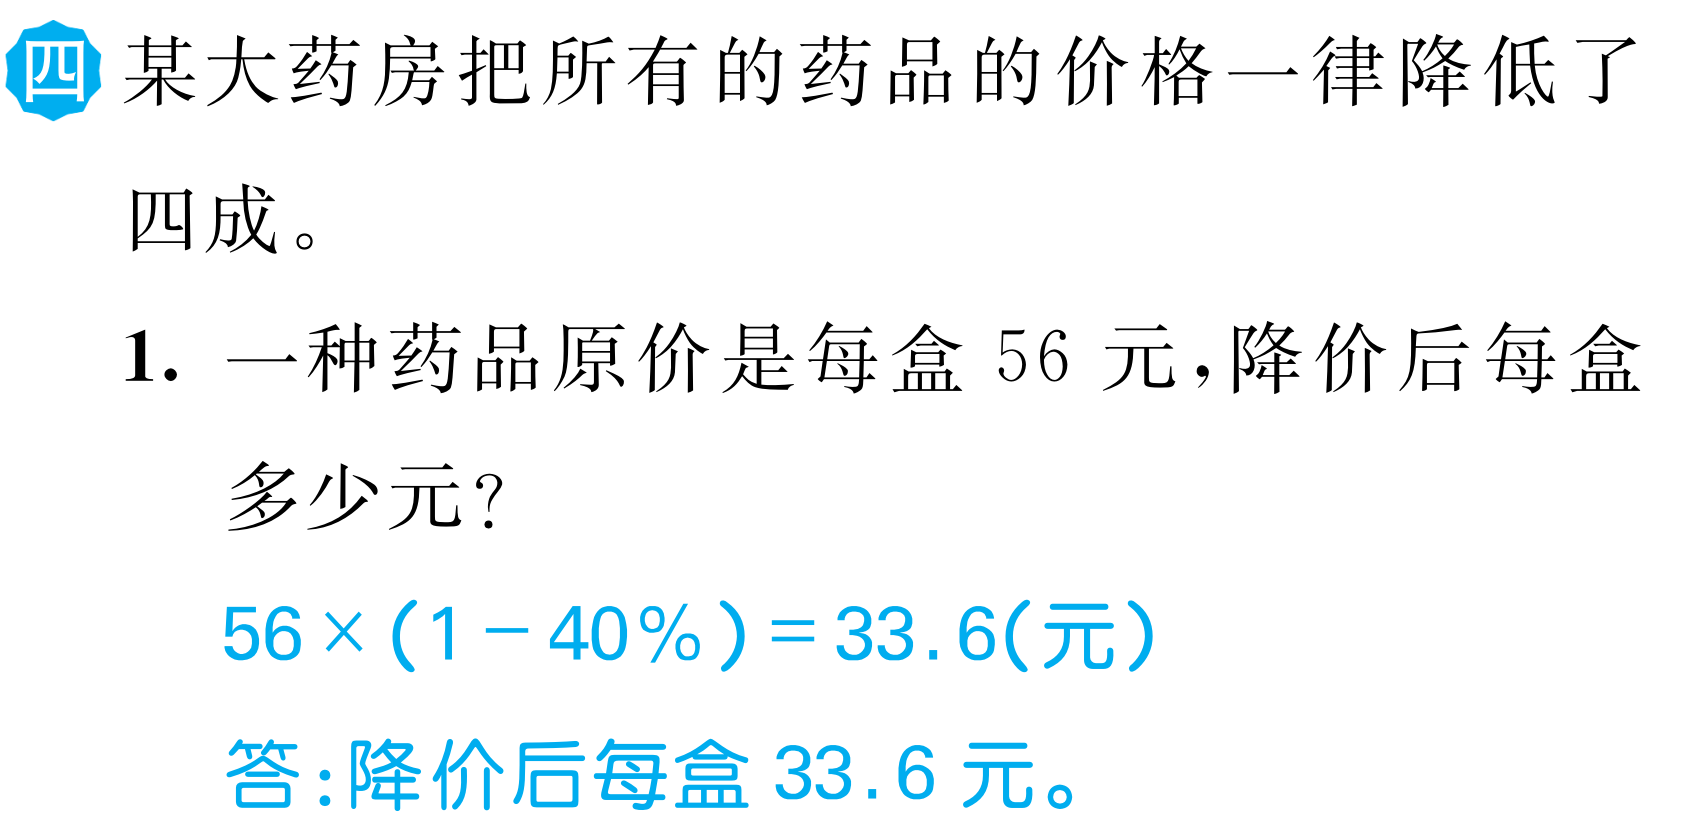 四 某大药房把所有的药品的价格一律降低了
四成。
1. 一种药品原价是每盒 56 元,降价后每盒
多少元?
56×(1-40%)=33.6(元)
答:降价后每盒 33.6 元。